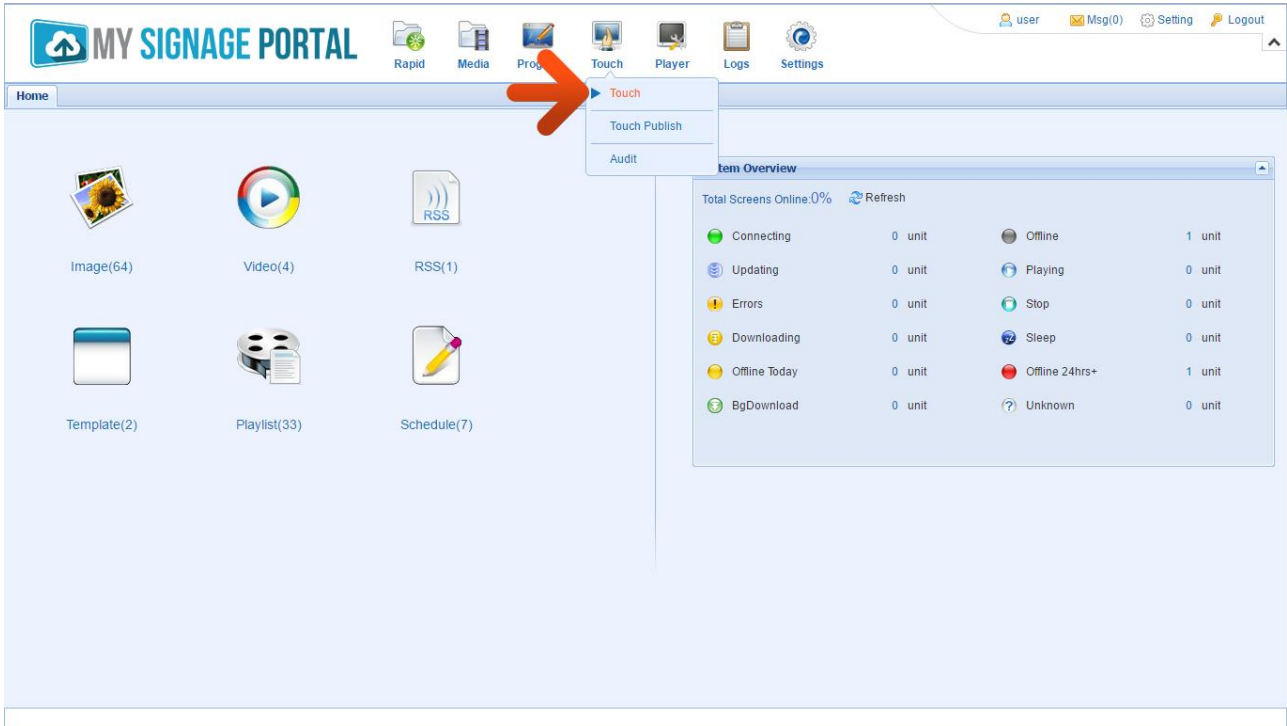 MY SIGNAGE PORTAL
user Msg(0) Setting Logout
Rapid Media Prog Touch Player Logs Settings
Home
Touch
Touch Publish
Audit
tem Overview
Total Screens Online:0% Refresh
Connecting 0 unit Offline 1 unit
Updating 0 unit Playing 0 unit
Errors 0 unit Stop 0 unit
Downloading 0 unit Sleep 0 unit
Offline Today 0 unit Offline 24hrs+ 1 unit
BgDownload 0 unit Unknown 0 unit
RSS
Image(64) Video(4) RSS(1)
Template(2) Playlist(33) Schedule(7)